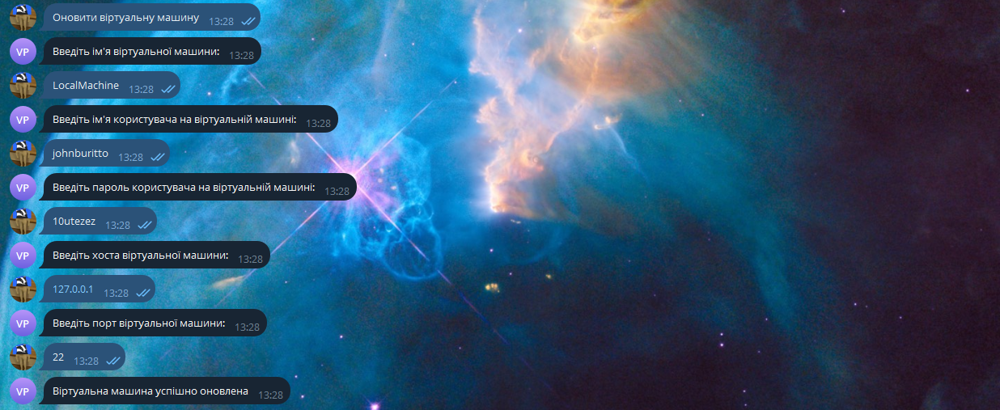 Оновити віртуальну машину 13:28
VP Введіть ім'я віртуальної машини: 13:28
LocalMachine 13:28
VP Введіть ім'я користувача на віртуальній машині: 13:28
johnburitto 13:28
VP Введіть пароль користувача на віртуальній машині: 13:28
10utezez 13:28
VP Введіть хоста віртуальної машини: 13:28
127.0.0.1 13:28
VP Введіть порт віртуальної машини: 13:28
22 13:28
VP Віртуальна машина успішно оновлена 13:28